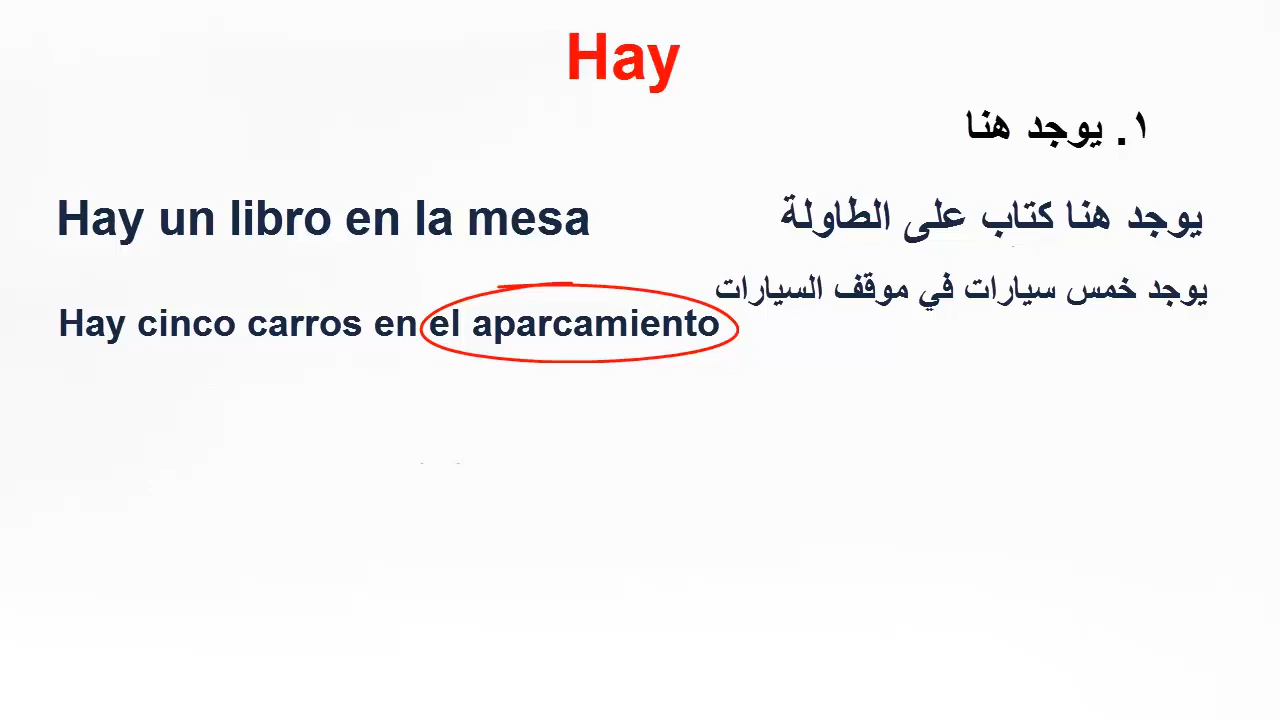 Hay
١. يوجد هنا
Hay un libro en la mesa
يوجد هنا كتاب على الطاولة
Hay cinco carros en el aparcamiento
يوجد خمس سيارات في موقف السيارات